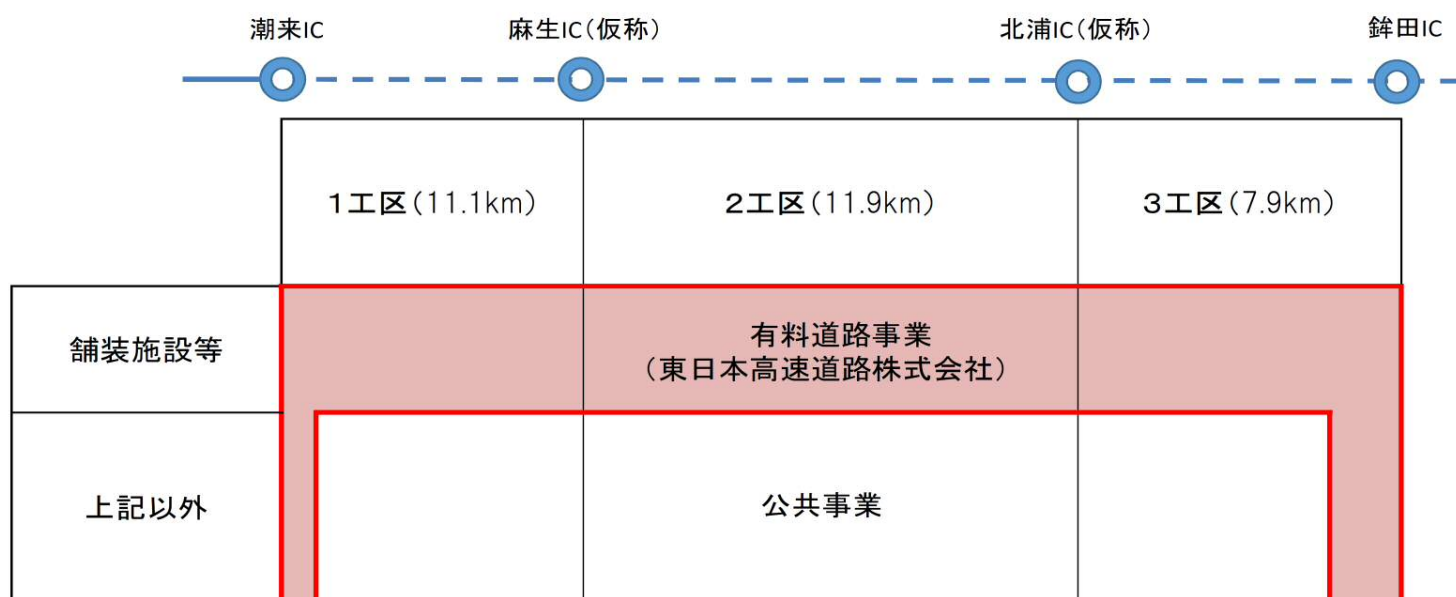 潮来IC
麻生IC(仮称)
北浦IC(仮称)
鉾田IC
1工区(11.1km)
2工区(11.9km)
3工区(7.9km)
舗装施設等
有料道路事業
(東日本高速道路株式会社)
上記以外
公共事業